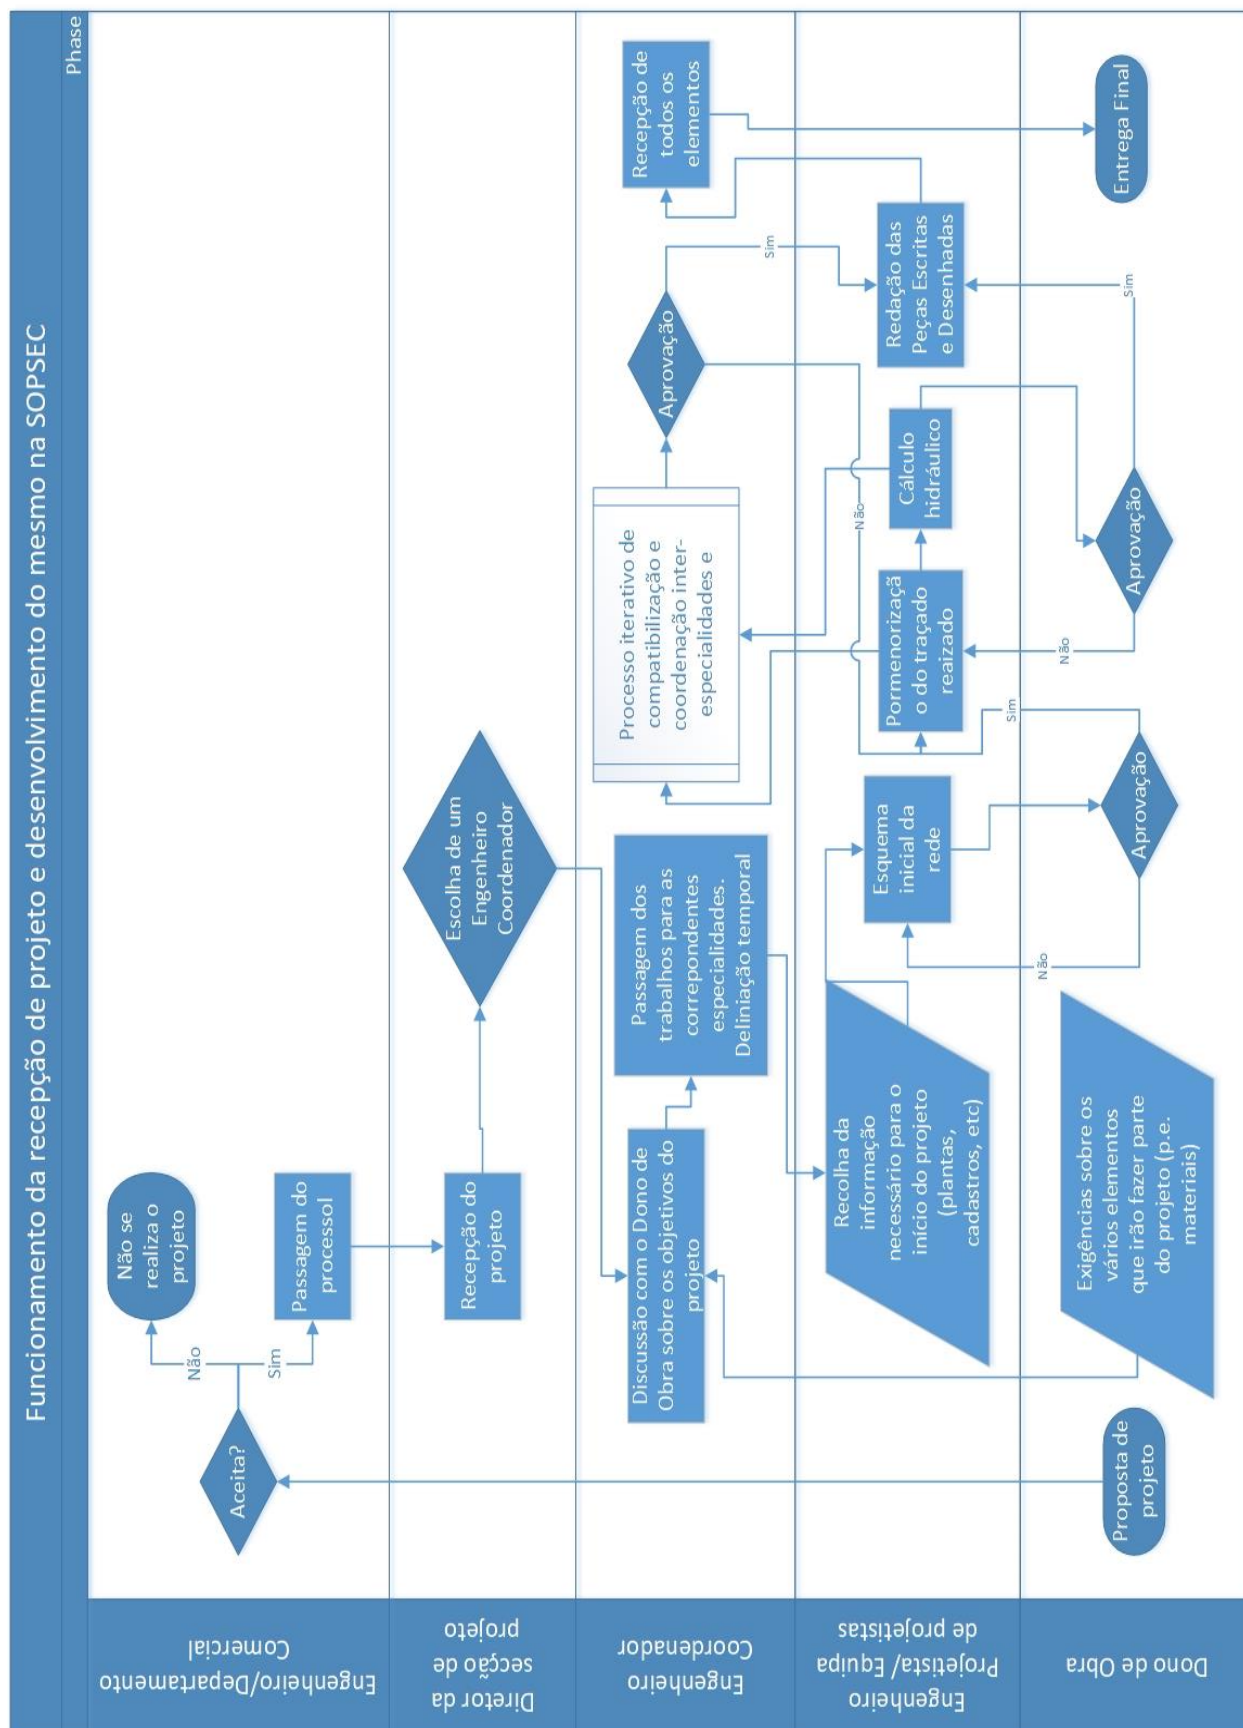 Funcionamento da recepção de projeto e desenvolvimento do mesmo na SOPSEC
Phase
Engenheiro/Departamento
Comercial
Aceita?
Não
Sim
Não se
realiza o
projeto
Passagem do
processol
Diretor da
secção de
projeto
Recepção do
projeto
Escolha de um
Engenheiro
Coordenador
Engenheiro
Coordenador
Discussão com o Dono de
Obra sobre os objetivos do
projeto
Passagem dos
trabalhos para as
correpondentes
especialidades.
Deliniação temporal
Processo iterativo de
compatibilização e
coordenação inter-
especialidades e
Aprovação
Sim
Não
Recepção de
todos os
elementos
Engenheiro
Projetista/ Equipa
de projetistas
Recolha da
informação
necessário para o
início do projeto
(plantas,
cadastros, etc)
Esquema
inicial da
rede
Pormenorizaçã
o do traçado
reaizado
Cálculo
hidráulico
Redação das
Peças Escritas
e Desenhadas
Dono de Obra
Proposta de
projeto
Exigências sobre os
vários elementos
que irão fazer parte
do projeto (p.e.
materiais)
Não
Aprovação
Sim
Não
Aprovação
Sim
Entrega Final